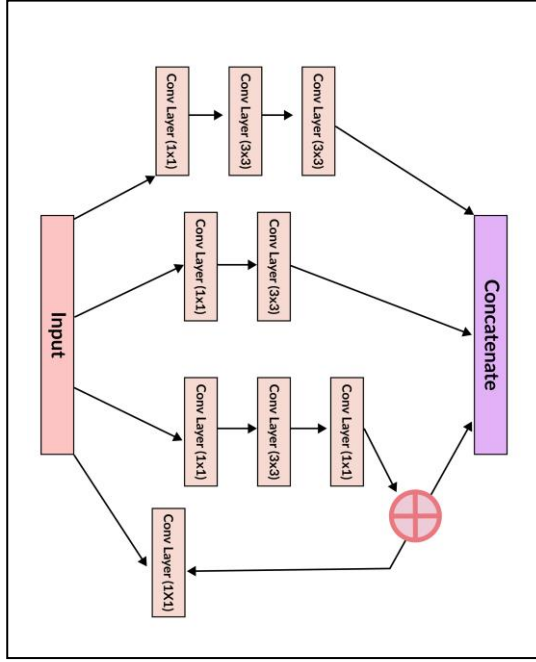 Conv Layer (1x1)
Conv Layer (3x3)
Conv Layer (3x3)
Input
Conv Layer (1x1)
Conv Layer (3x3)
Concatenate
Conv Layer (1x1)
Conv Layer (3x3)
Conv Layer (1x1)
Conv Layer (1X1)